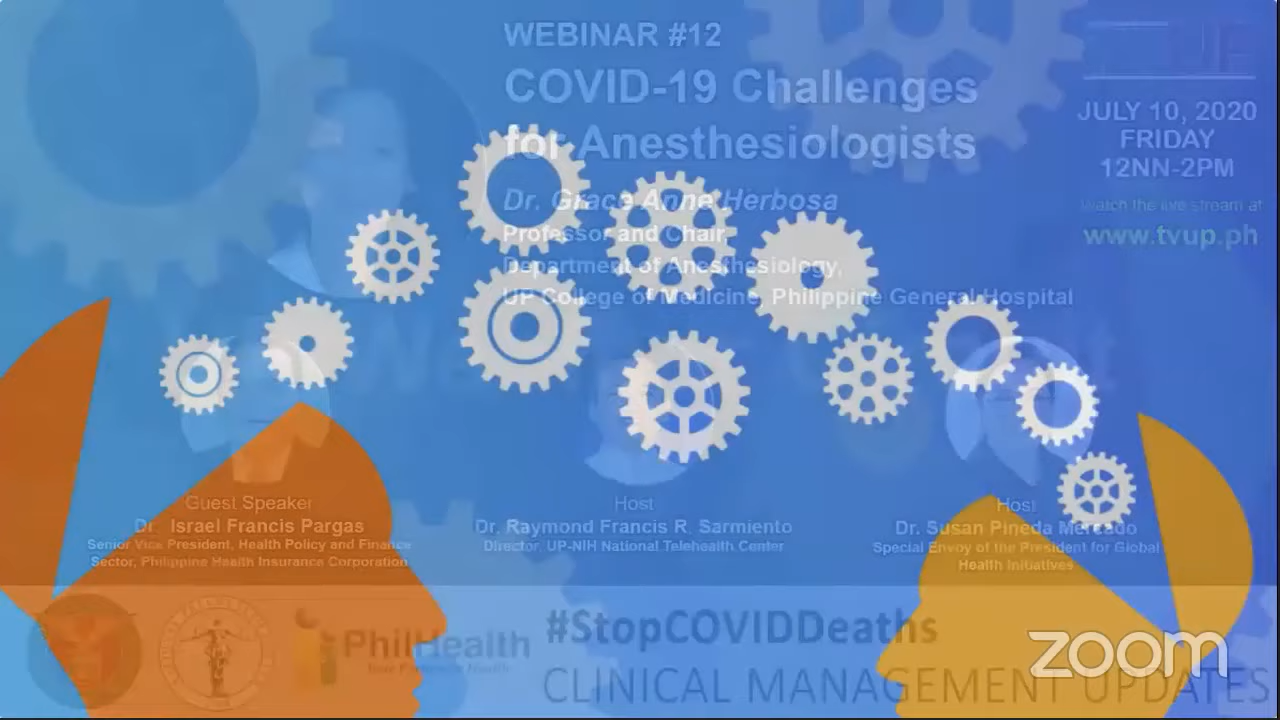 WEBINAR #12
COVID-19 Challenges
for Anesthesiologists
Dr. Grace Anne Herbosa
Professor and Chair,
Department of Anesthesiology,
UP College of Medicine, Philippine General Hospital
UP
JULY 10, 2020
FRIDAY
12NN-2PM
Watch the live stream at
www.tvup.ph
Guest Speaker
Dr. Israel Francis Pargas
Senior Vice President, Health Policy and Finance
Sector, Philippine Health Insurance Corporation
Host
Dr. Raymond Francis R. Sarmiento
Director, UP-NIH National Telehealth Center
Host
Dr. Susan Pineda Mercado
Special Envoy of the President for Global
Health Initiatives
PhilHealth
#StopCOVIDDeaths
CLINICAL MANAGEMENT UPDATES
zoom